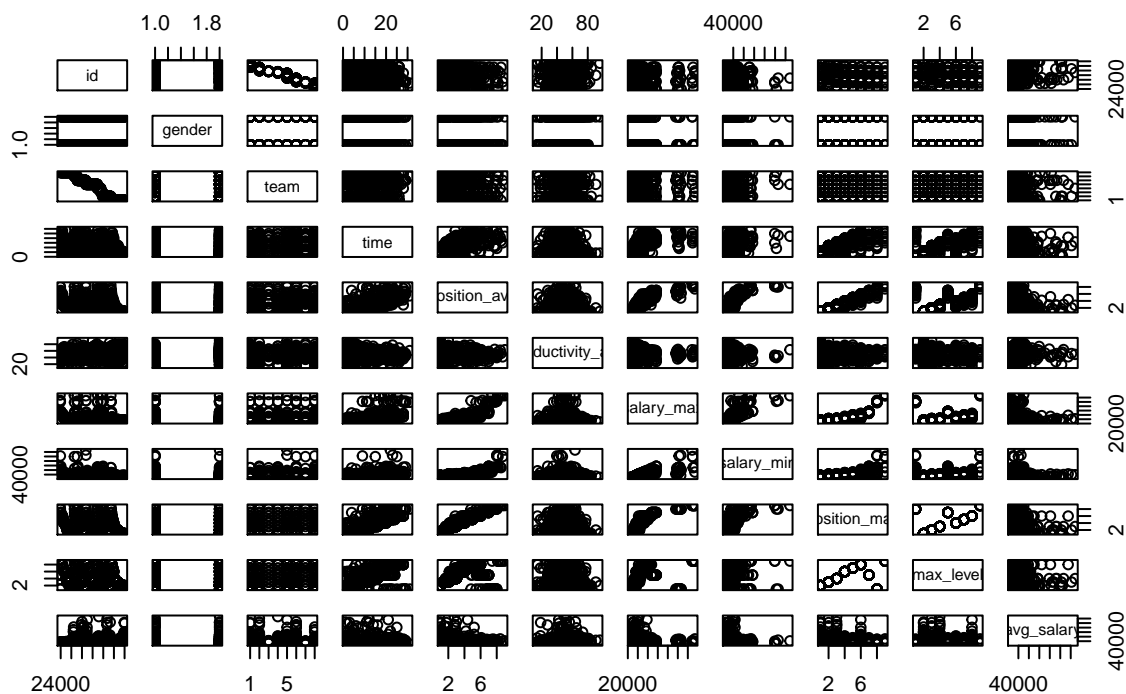 1.0 1.8 0 20 20 80 40000 2 6
id 24000
1.0 gender
team 1
0 time
osition_av 2
20 ductivity_a
alary_ma 20000
40000 salary_min
osition_ma 2
2 max_level
avg_salary 40000
24000 1 5 2 6 20000 2 6 40000